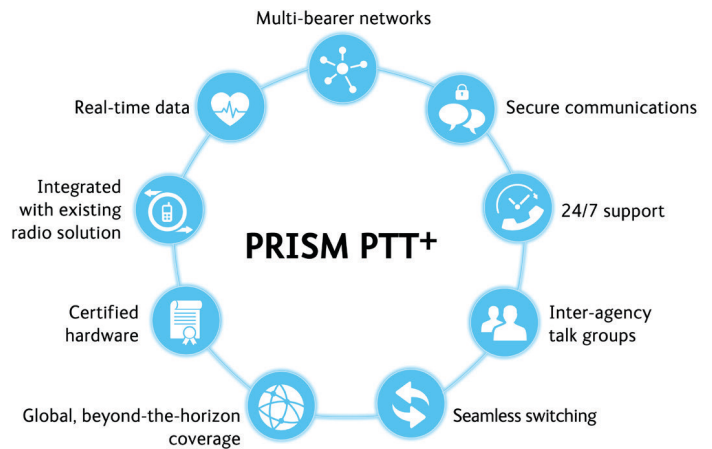 Multi-bearer networks
Real-time data
Secure communications
Integrated
with existing
radio solution
24/7 support
PRISM PTT+
Certified
hardware
Inter-agency
talk groups
Global, beyond-the-horizon
coverage
Seamless switching